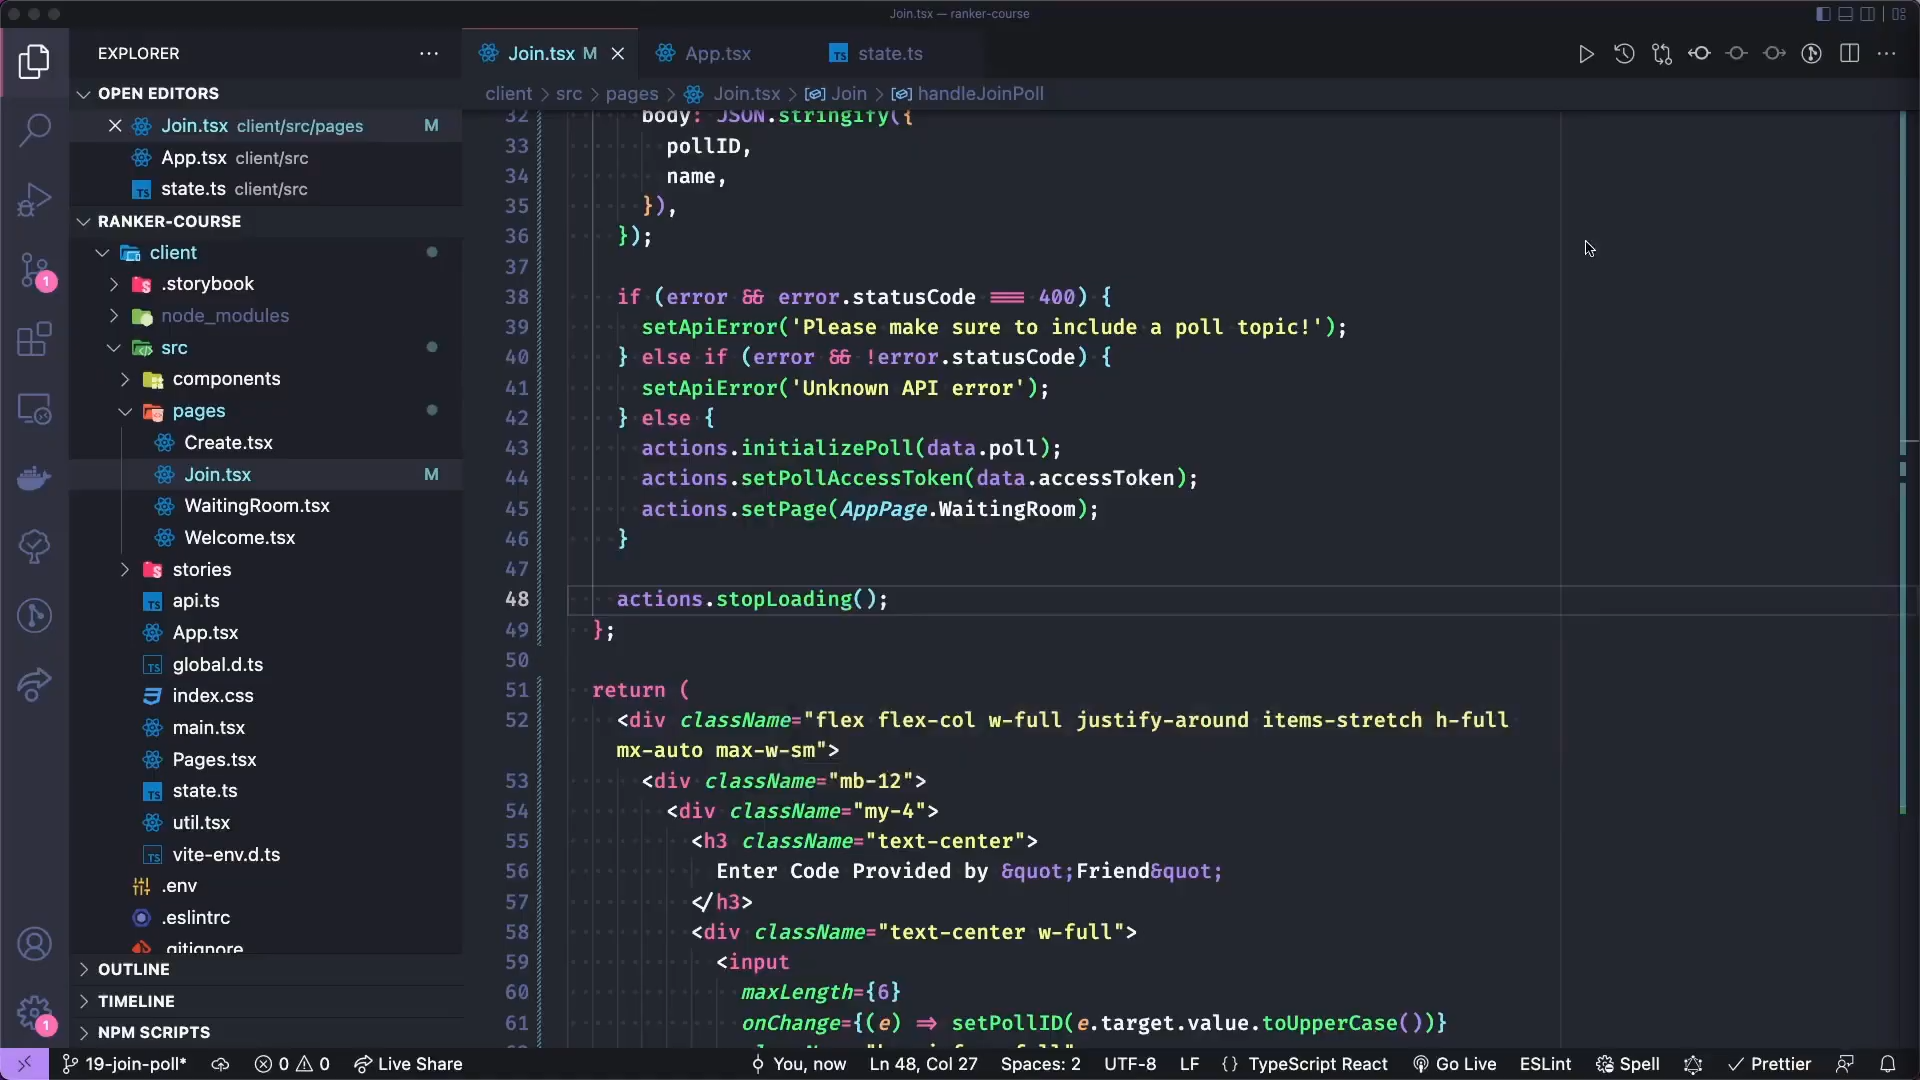 Join.tsx — ranker-course
EXPLORER
Join.tsx M
App.tsx
state.ts
client > src > pages > Join.tsx > Join > handleJoinPoll
OPEN EDITORS
Join.tsx client/src/pages M
App.tsx client/src
state.ts client/src
RANKER-COURSE
client
.storybook
node_modules
src
components
pages
Create.tsx
Join.tsx M
WaitingRoom.tsx
Welcome.tsx
stories
api.ts
App.tsx
global.d.ts
index.css
main.tsx
Pages.tsx
state.ts
util.tsx
vite-env.d.ts
.env
.eslintrc
.gitignore
OUTLINE
TIMELINE
NPM SCRIPTS
1
1
32 body: JSON.stringify({
33 pollID,
34 name,
35 }),
36 });
37
38 if (error && error.statusCode === 400) {
39 setApiError('Please make sure to include a poll topic!');
40 } else if (error && !error.statusCode) {
41 setApiError('Unknown API error');
42 } else {
43 actions.initializePoll(data.poll);
44 actions.setPollAccessToken(data.accessToken);
45 actions.setPage(AppPage.WaitingRoom);
46 }
47
48 actions.stopLoading();
49 };
50
51 return (
52 <div className="flex flex-col w-full justify-around items-stretch h-full
mx-auto max-w-sm">
53 <div className="mb-12">
54 <div className="my-4">
55 <h3 className="text-center">
56 Enter Code Provided by &quot;Friend&quot;
57 </h3>
58 <div className="text-center w-full">
59 <input
60 maxLength={6}
61 onChange={(e) => setPollID(e.target.value.toUpperCase())}
19-join-poll* 0 0 Live Share You, now Ln 48, Col 27 Spaces: 2 UTF-8 LF {} TypeScript React Go Live ESLint Spell Prettier